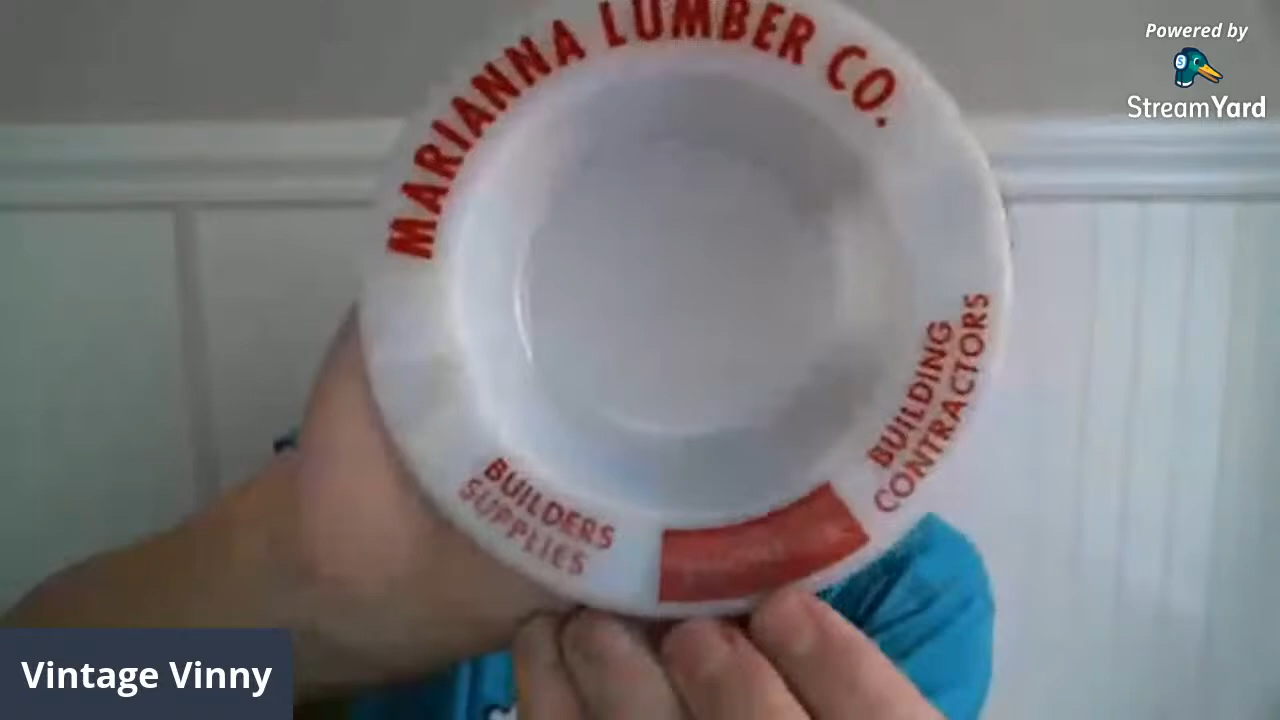 MARIANNA LUMBER CO.
BUILDING
CONTRACTORS
BUILDERS
SUPPLIES
Powered by
StreamYard
Vintage Vinny